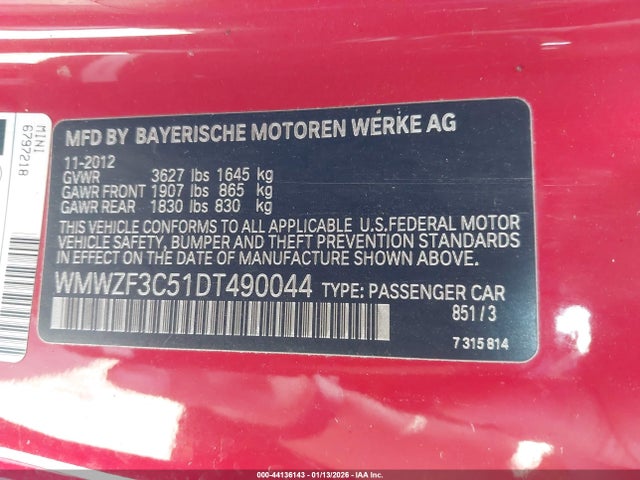 MFD BY BAYERISCHE MOTOREN WERKE AG
11-2012
GVWR 3627 lbs 1645 kg
GAWR FRONT 1907 lbs 865 kg
GAWR REAR 1830 lbs 830 kg
THIS VEHICLE CONFORMS TO ALL APPLICABLE U.S.FEDERAL MOTOR
VEHICLE SAFETY, BUMPER AND THEFT PREVENTION STANDARDS
IN EFFECT ON THE DATE OF MANUFACTURE SHOWN ABOVE.
WMWZF3C51DT490044 TYPE: PASSENGER CAR
851/3
7 315 814
MINI
6797218
000-44136143 - 01/13/2026 - IAA Inc.